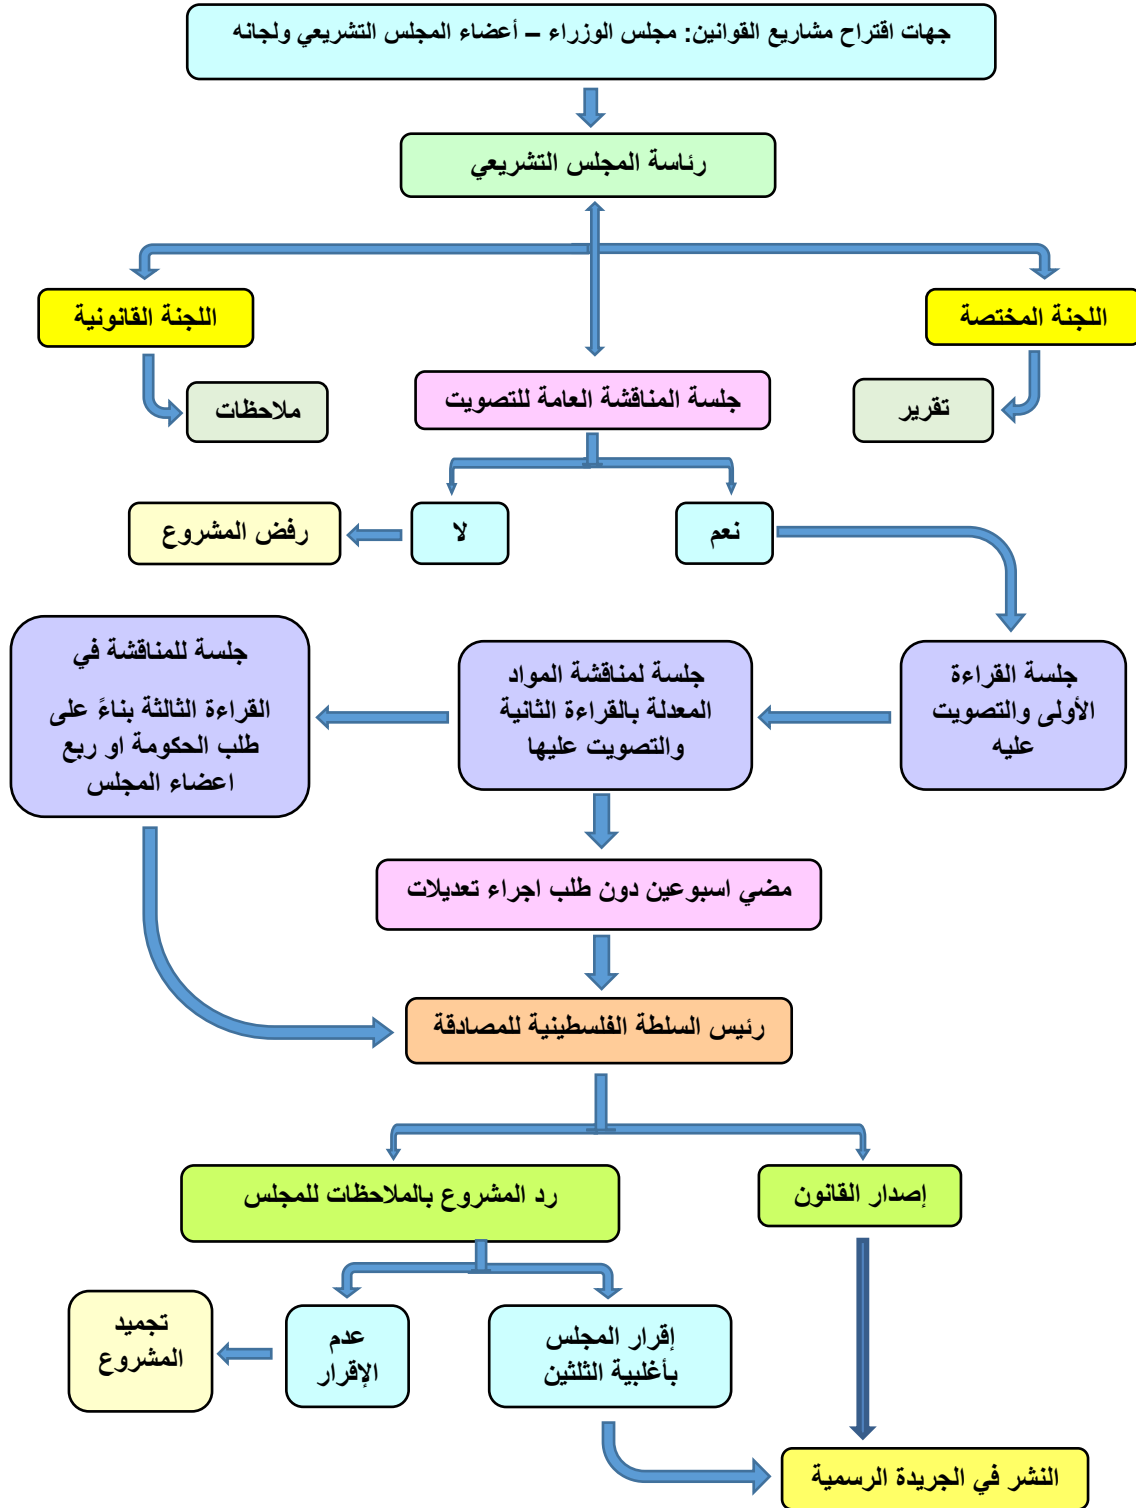 جهات اقتراح مشاريع القوانين: مجلس الوزراء – أعضاء المجلس التشريعي ولجانه
رئاسة المجلس التشريعي
اللجنة المختصة
اللجنة القانونية
تقرير
جلسة المناقشة العامة للتصويت
ملاحظات
نعم
لا
رفض المشروع
جلسة القراءة
الأولى والتصويت
عليه
جلسة لمناقشة المواد
المعدلة بالقراءة الثانية
والتصويت عليها
جلسة للمناقشة في
القراءة الثالثة بناءً على
طلب الحكومة او ربع
اعضاء المجلس
مضي اسبوعين دون طلب اجراء تعديلات
رئيس السلطة الفلسطينية للمصادقة
إصدار القانون
رد المشروع بالملاحظات للمجلس
إقرار المجلس
بأغلبية الثلثين
عدم
الإقرار
تجميد
المشروع
النشر في الجريدة الرسمية